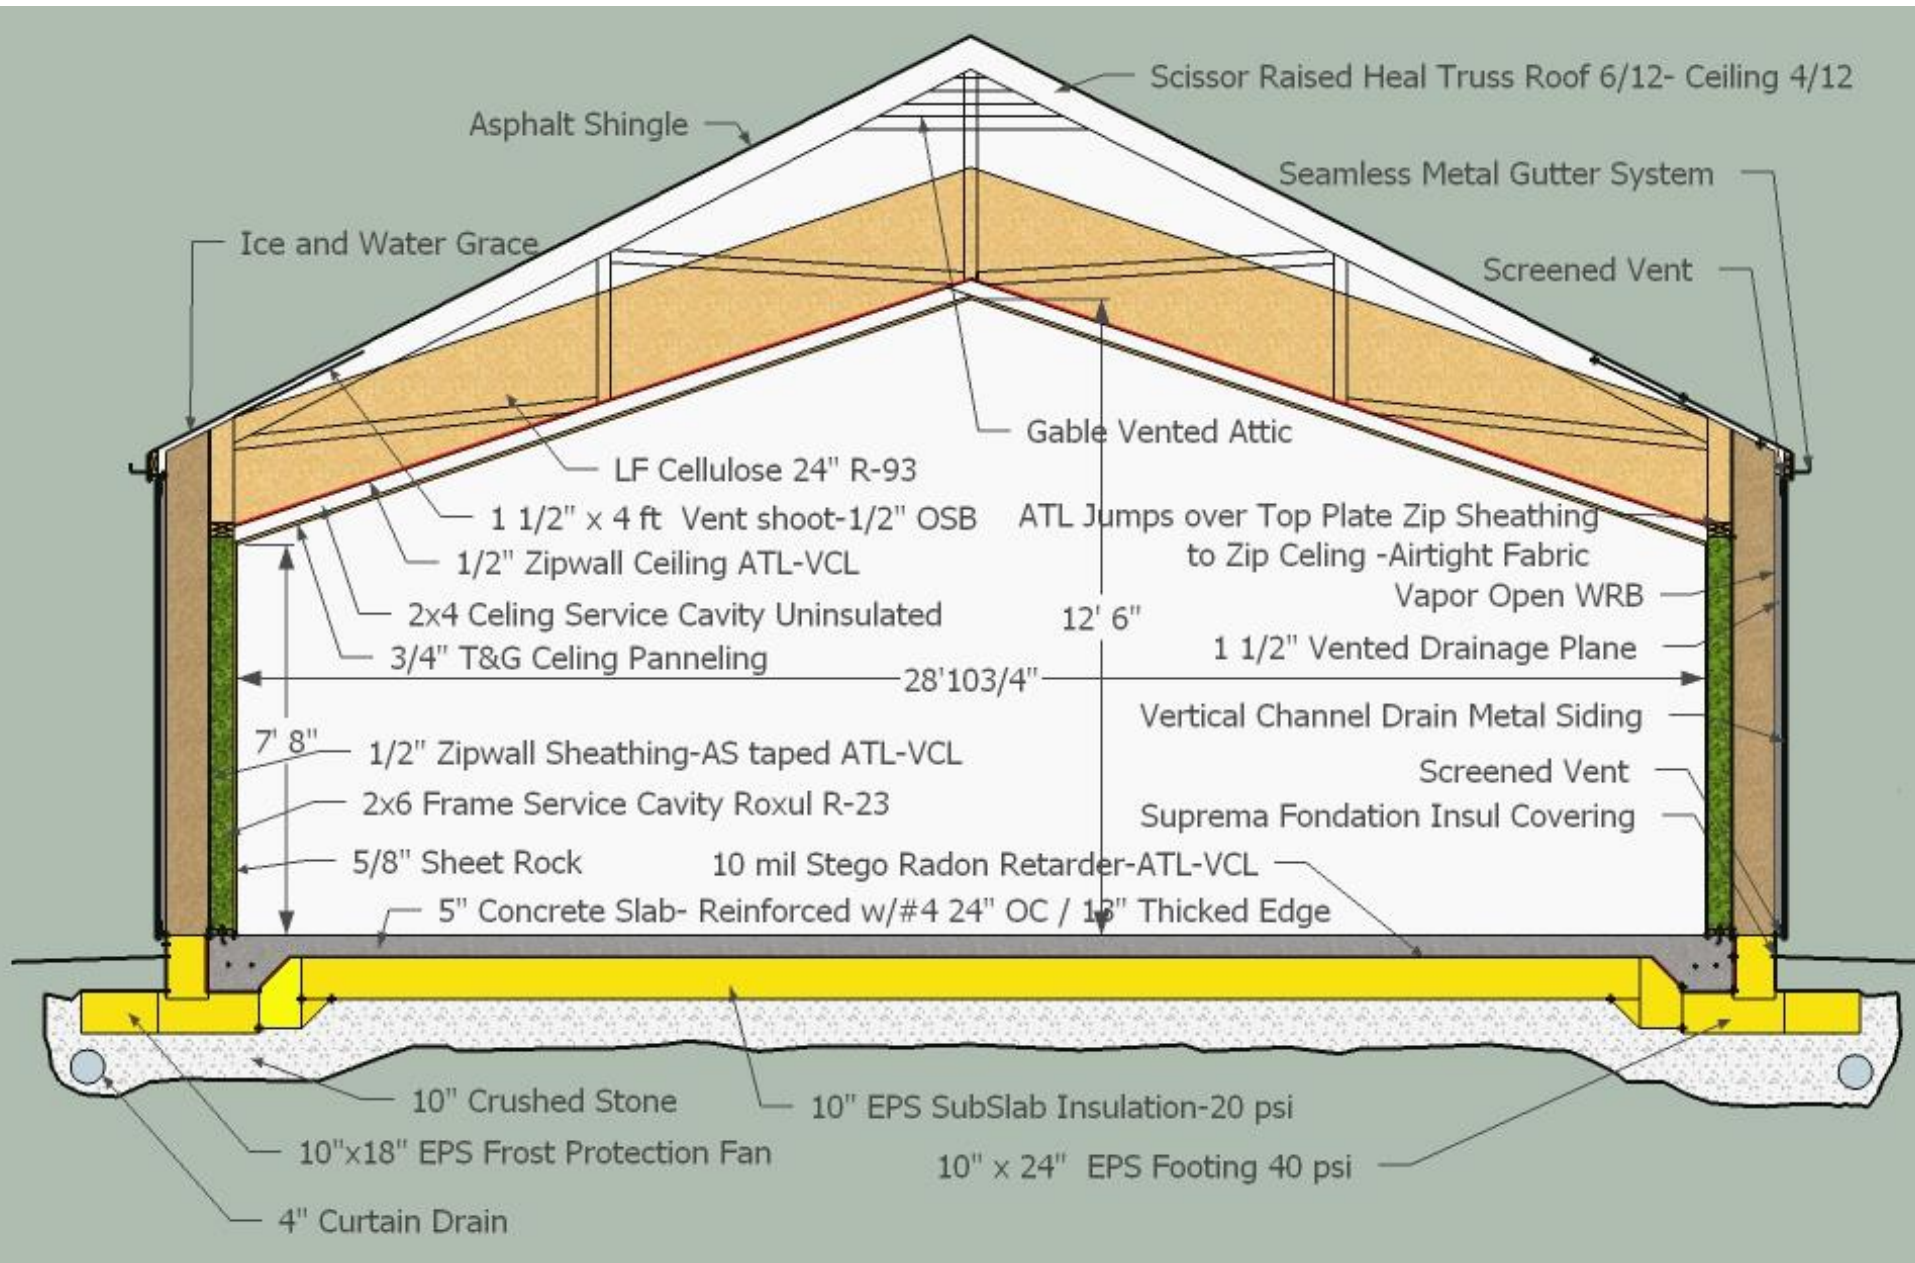 Scissor Raised Heal Truss Roof 6/12- Ceiling 4/12
Asphalt Shingle
Seamless Metal Gutter System
Ice and Water Grace
Screened Vent
Gable Vented Attic
LF Cellulose 24" R-93
1 1/2" x 4 ft Vent shoot-1/2" OSB
ATL Jumps over Top Plate Zip Sheathing
to Zip Celing -Airtight Fabric
1/2" Zipwall Ceiling ATL-VCL
Vapor Open WRB
2x4 Celing Service Cavity Uninsulated
12' 6"
1 1/2" Vented Drainage Plane
3/4" T&G Celing Panneling
28'103/4"
Vertical Channel Drain Metal Siding
7' 8"
1/2" Zipwall Sheathing-AS taped ATL-VCL
Screened Vent
2x6 Frame Service Cavity Roxul R-23
Suprema Fondation Insul Covering
5/8" Sheet Rock
10 mil Stego Radon Retarder-ATL-VCL
5" Concrete Slab- Reinforced w/#4 24" OC / 18" Thicked Edge
10" Crushed Stone
10" EPS SubSlab Insulation-20 psi
10"x18" EPS Frost Protection Fan
10" x 24" EPS Footing 40 psi
4" Curtain Drain